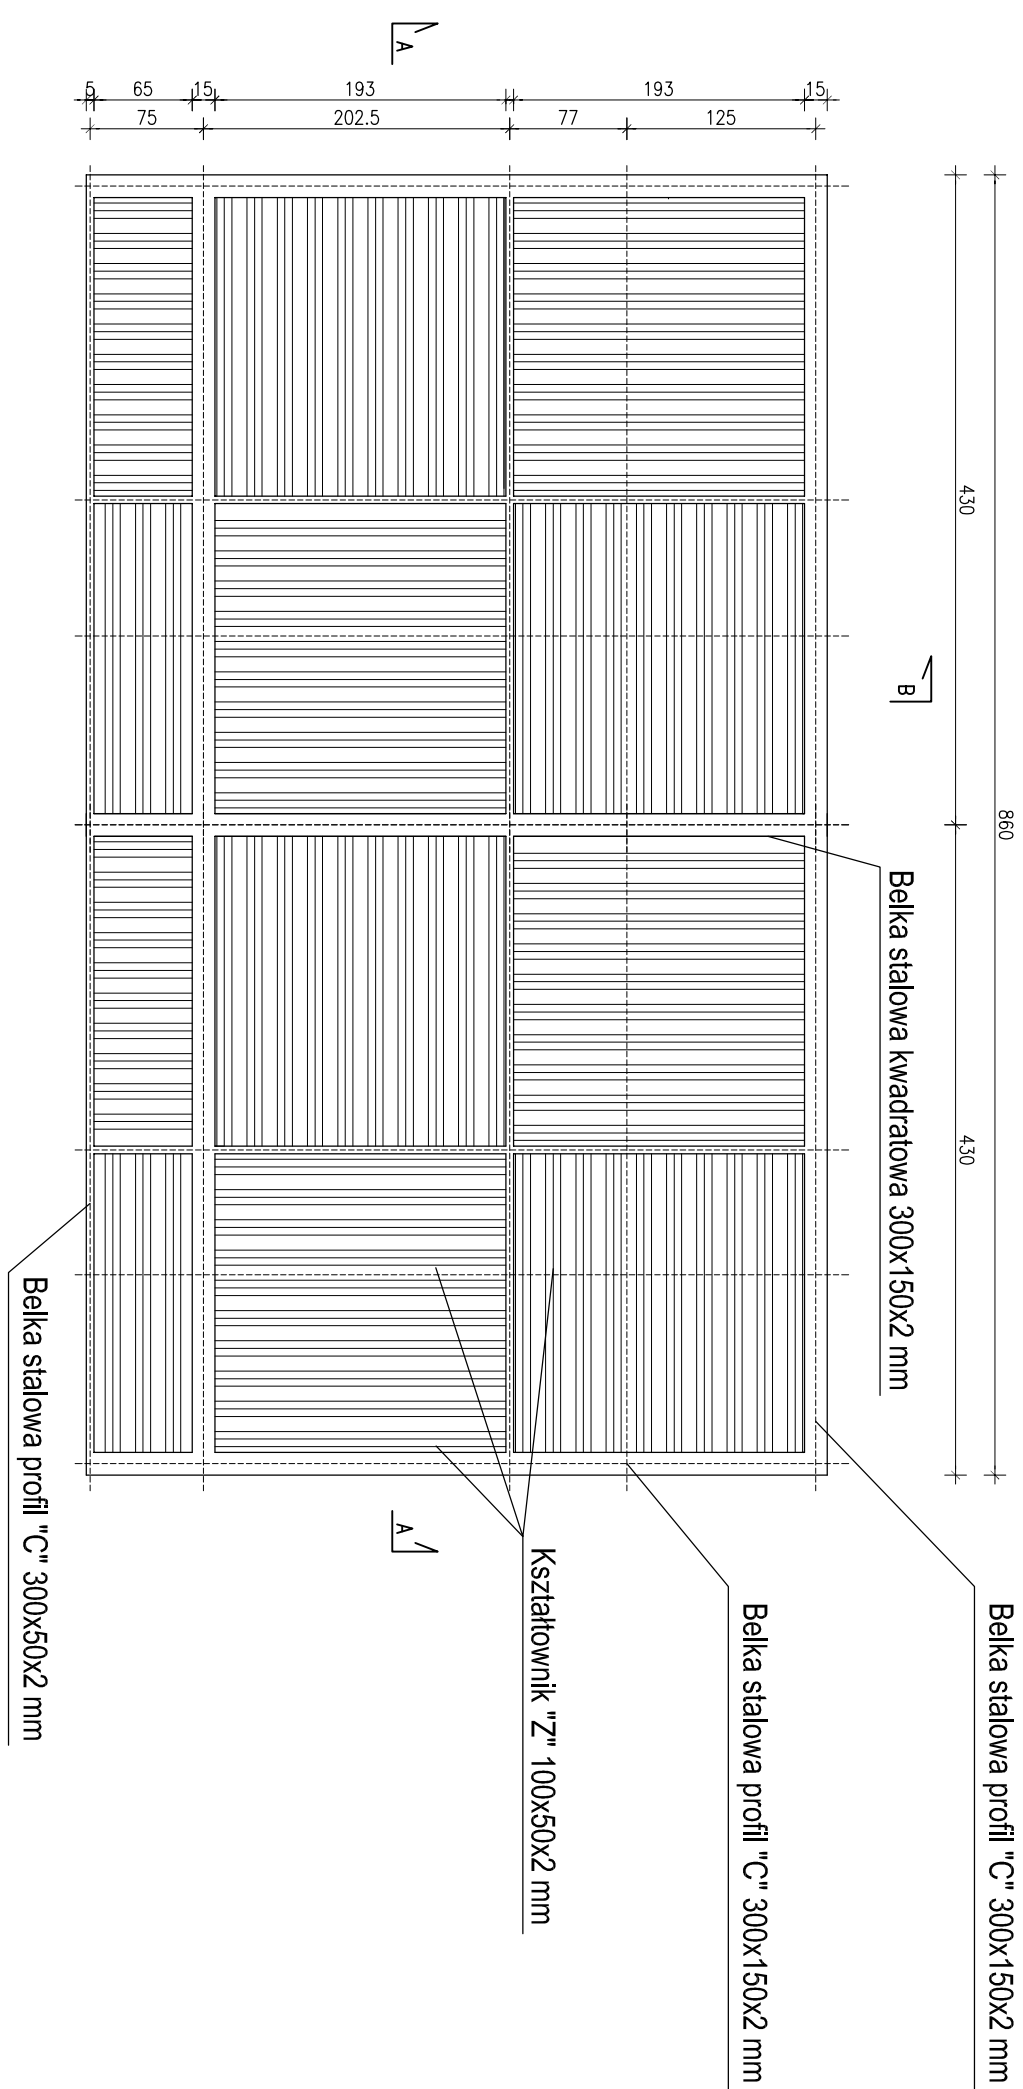 A
5
65
15
193
193
15
75
202.5
77
125
430
860
B
430
Belka stalowa kwadratowa 300x150x2 mm
Belka stalowa profil "C" 300x50x2 mm
A
Kształtownik "Z" 100x50x2 mm
Belka stalowa profil "C" 300x150x2 mm
Belka stalowa profil "C" 300x150x2 mm